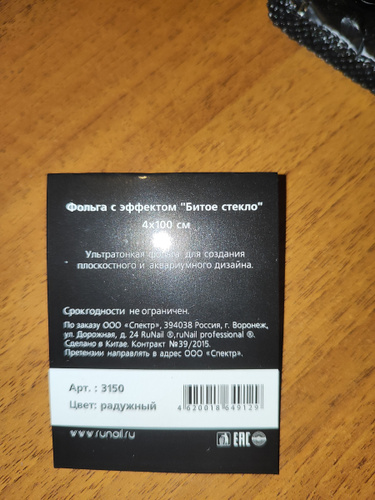 Фольга с эффектом "Битое стекло"
4x100 см
Ультратонкая фольга для создания
плоскостного и аквариумного дизайна.
Срок годности не ограничен.
По заказу ООО «Спектр», 394038 Россия, г. Воронеж,
ул. Дорожная, д. 24 RuNail ®,ruNail professional ®.
Сделано в Китае. Контракт №39/2015.
Претензии направлять в адрес ООО «Спектр».
Арт. : 3150
Цвет: радужный
4620018649129
www.runail.ru
EAC